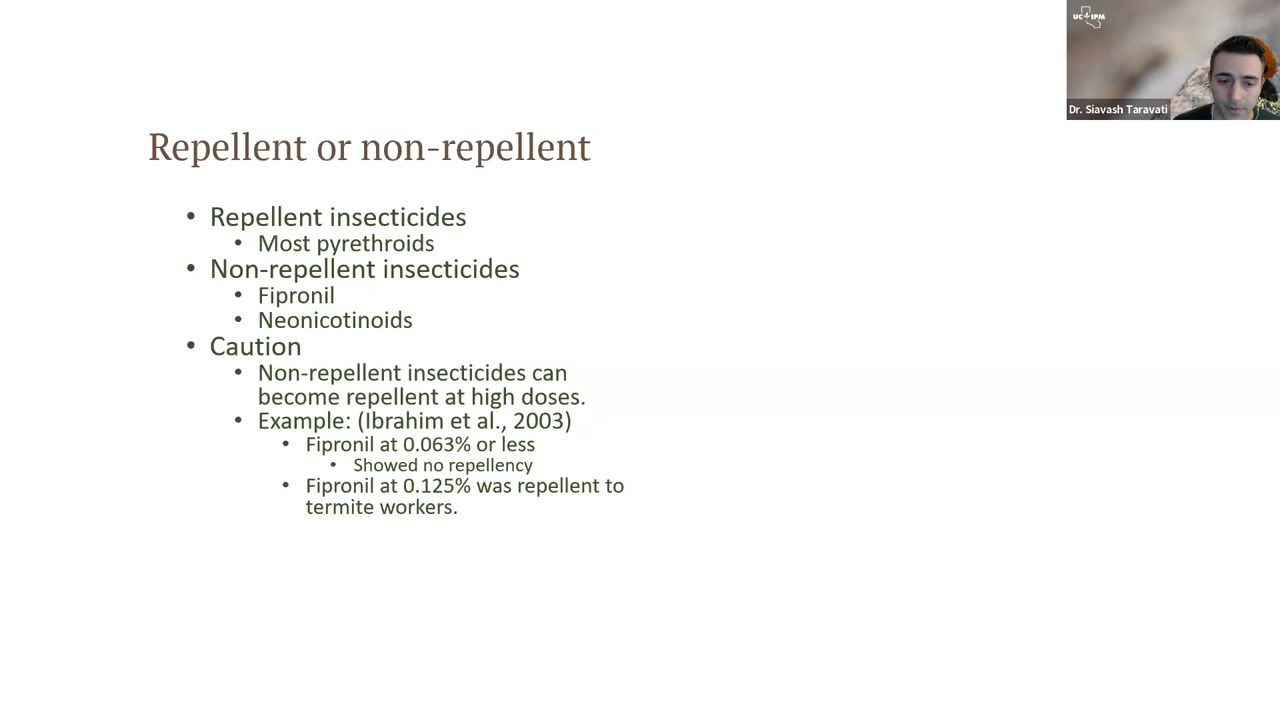 UC IPM
Dr. Siavash Taravati
Repellent or non-repellent
• Repellent insecticides
• Most pyrethroids
• Non-repellent insecticides
• Fipronil
• Neonicotinoids
• Caution
• Non-repellent insecticides can
become repellent at high doses.
• Example: (Ibrahim et al., 2003)
• Fipronil at 0.063% or less
• Showed no repellency
• Fipronil at 0.125% was repellent to
termite workers.